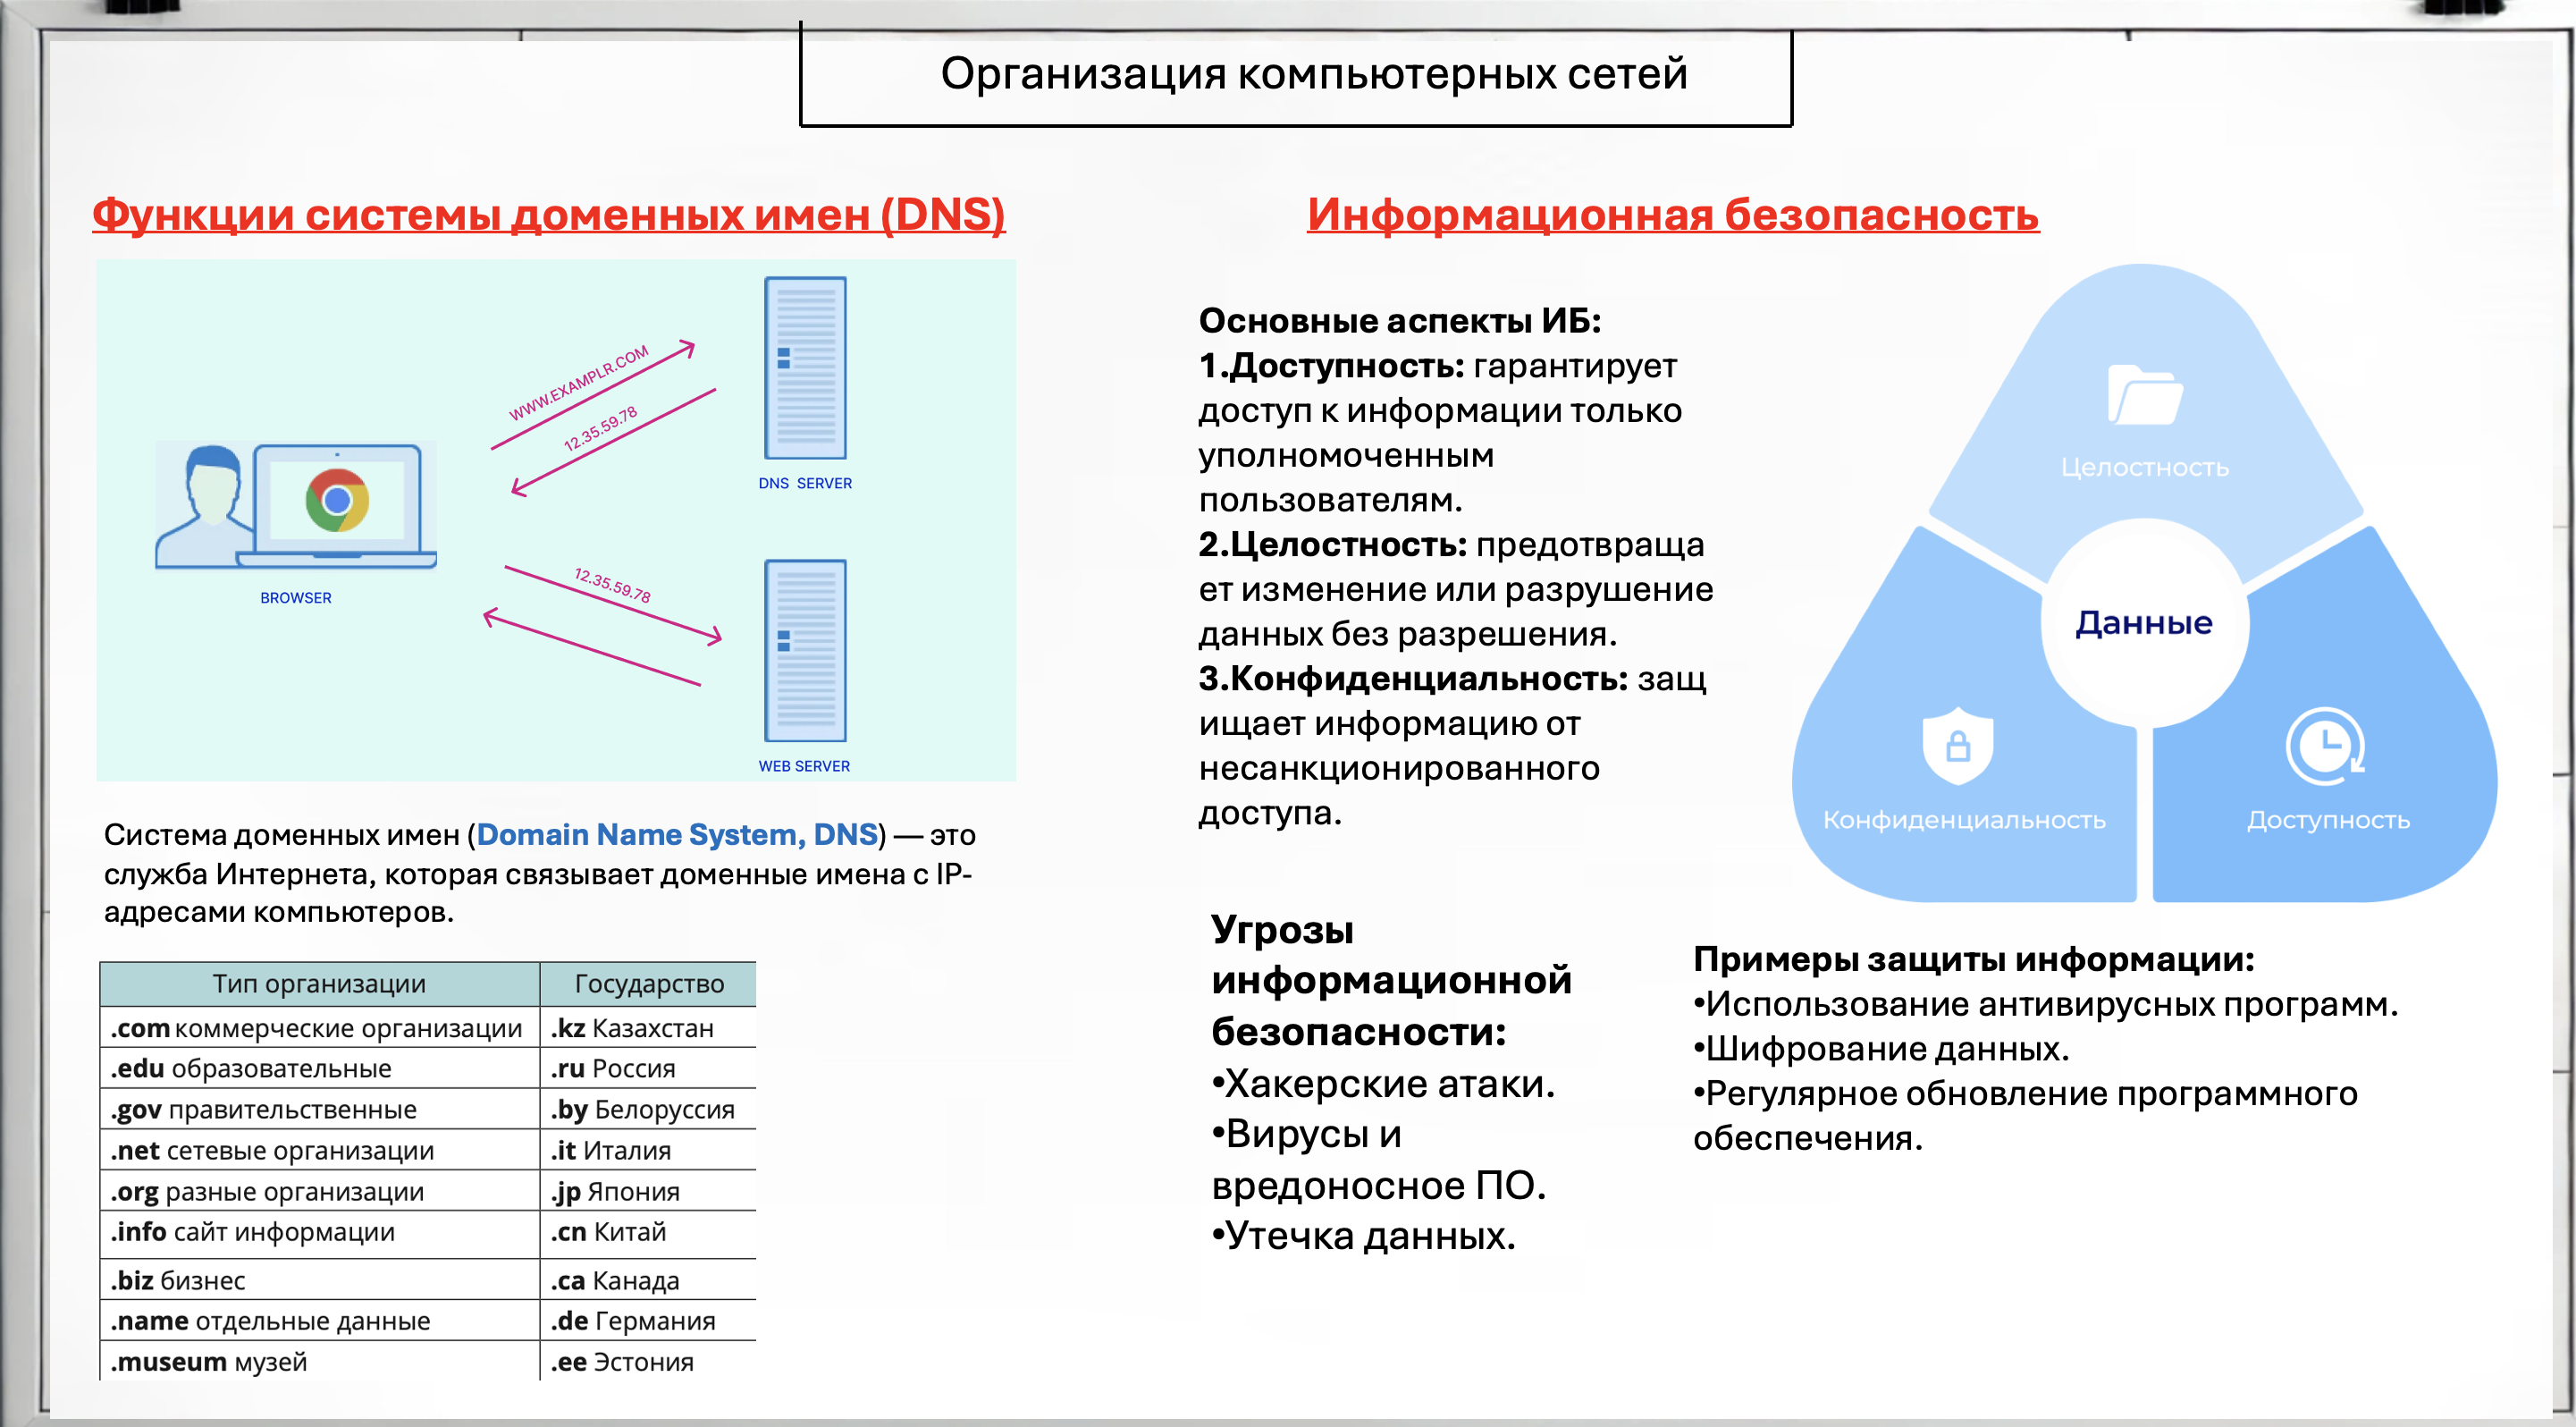 Организация компьютерных сетей
Функции системы доменных имен (DNS)
WWW.EXAMPLR.COM
12.35.59.78
DNS SERVER
BROWSER
12.35.59.78
WEB SERVER
Система доменных имен (Domain Name System, DNS) — это
служба Интернета, которая связывает доменные имена с IP-
адресами компьютеров.
Тип организации Государство
.com коммерческие организации .kz Казахстан
.edu образовательные .ru Россия
.gov правительственные .by Белоруссия
.net сетевые организации .it Италия
.org разные организации .jp Япония
.info сайт информации .cn Китай
.biz бизнес .ca Канада
.name отдельные данные .de Германия
.museum музей .ee Эстония
Информационная безопасность
Основные аспекты ИБ:
1.Доступность: гарантирует
доступ к информации только
уполномоченным
пользователям.
2.Целостность: предотвраща
ет изменение или разрушение
данных без разрешения.
3.Конфиденциальность: защ
ищает информацию от
несанкционированного
доступа.
Целостность
Данные
Конфиденциальность
Доступность
Угрозы
информационной
безопасности:
•Хакерские атаки.
•Вирусы и
вредоносное ПО.
•Утечка данных.
Примеры защиты информации:
•Использование антивирусных программ.
•Шифрование данных.
•Регулярное обновление программного
обеспечения.